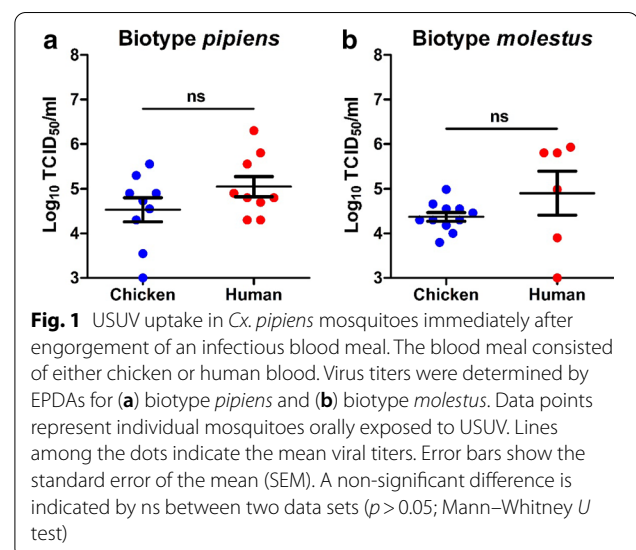 a Biotype pipiens
b Biotype molestus
Log10 TCID50/ml
8
7
6
5
4
3
ns
Chicken Human
Log10 TCID50/ml
8
7
6
5
4
3
ns
Chicken Human
Fig. 1 USUV uptake in Cx. pipiens mosquitoes immediately after
engorgement of an infectious blood meal. The blood meal consisted
of either chicken or human blood. Virus titers were determined by
EPDAs for (a) biotype pipiens and (b) biotype molestus. Data points
represent individual mosquitoes orally exposed to USUV. Lines
among the dots indicate the mean viral titers. Error bars show the
standard error of the mean (SEM). A non-significant difference is
indicated by ns between two data sets (p > 0.05; Mann–Whitney U
test)